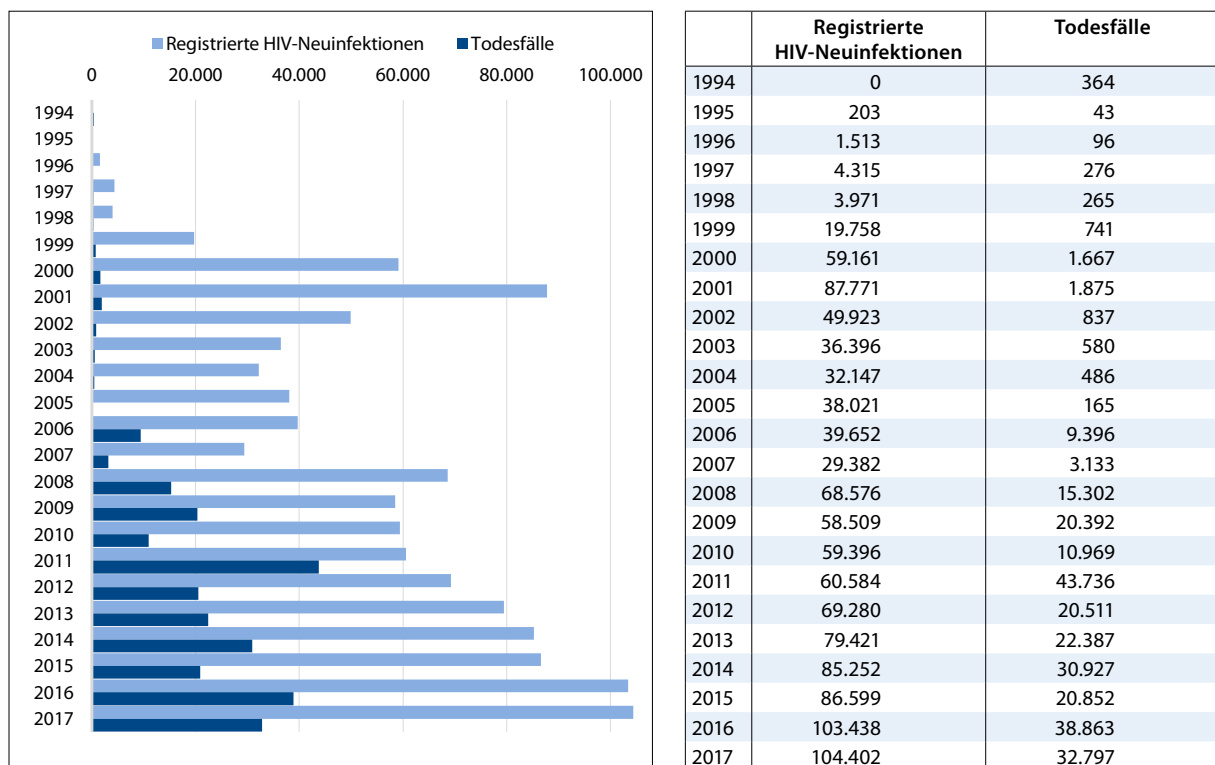 Registrierte HIV-Neuinfektionen Todesfälle
0 20.000 40.000 60.000 80.000 100.000
1994
1995
1996
1997
1998
1999
2000
2001
2002
2003
2004
2005
2006
2007
2008
2009
2010
2011
2012
2013
2014
2015
2016
2017
Registrierte Todesfälle
HIV-Neuinfektionen
1994 0 364
1995 203 43
1996 1.513 96
1997 4.315 276
1998 3.971 265
1999 19.758 741
2000 59.161 1.667
2001 87.771 1.875
2002 49.923 837
2003 36.396 580
2004 32.147 486
2005 38.021 165
2006 39.652 9.396
2007 29.382 3.133
2008 68.576 15.302
2009 58.509 20.392
2010 59.396 10.969
2011 60.584 43.736
2012 69.280 20.511
2013 79.421 22.387
2014 85.252 30.927
2015 86.599 20.852
2016 103.438 38.863
2017 104.402 32.797